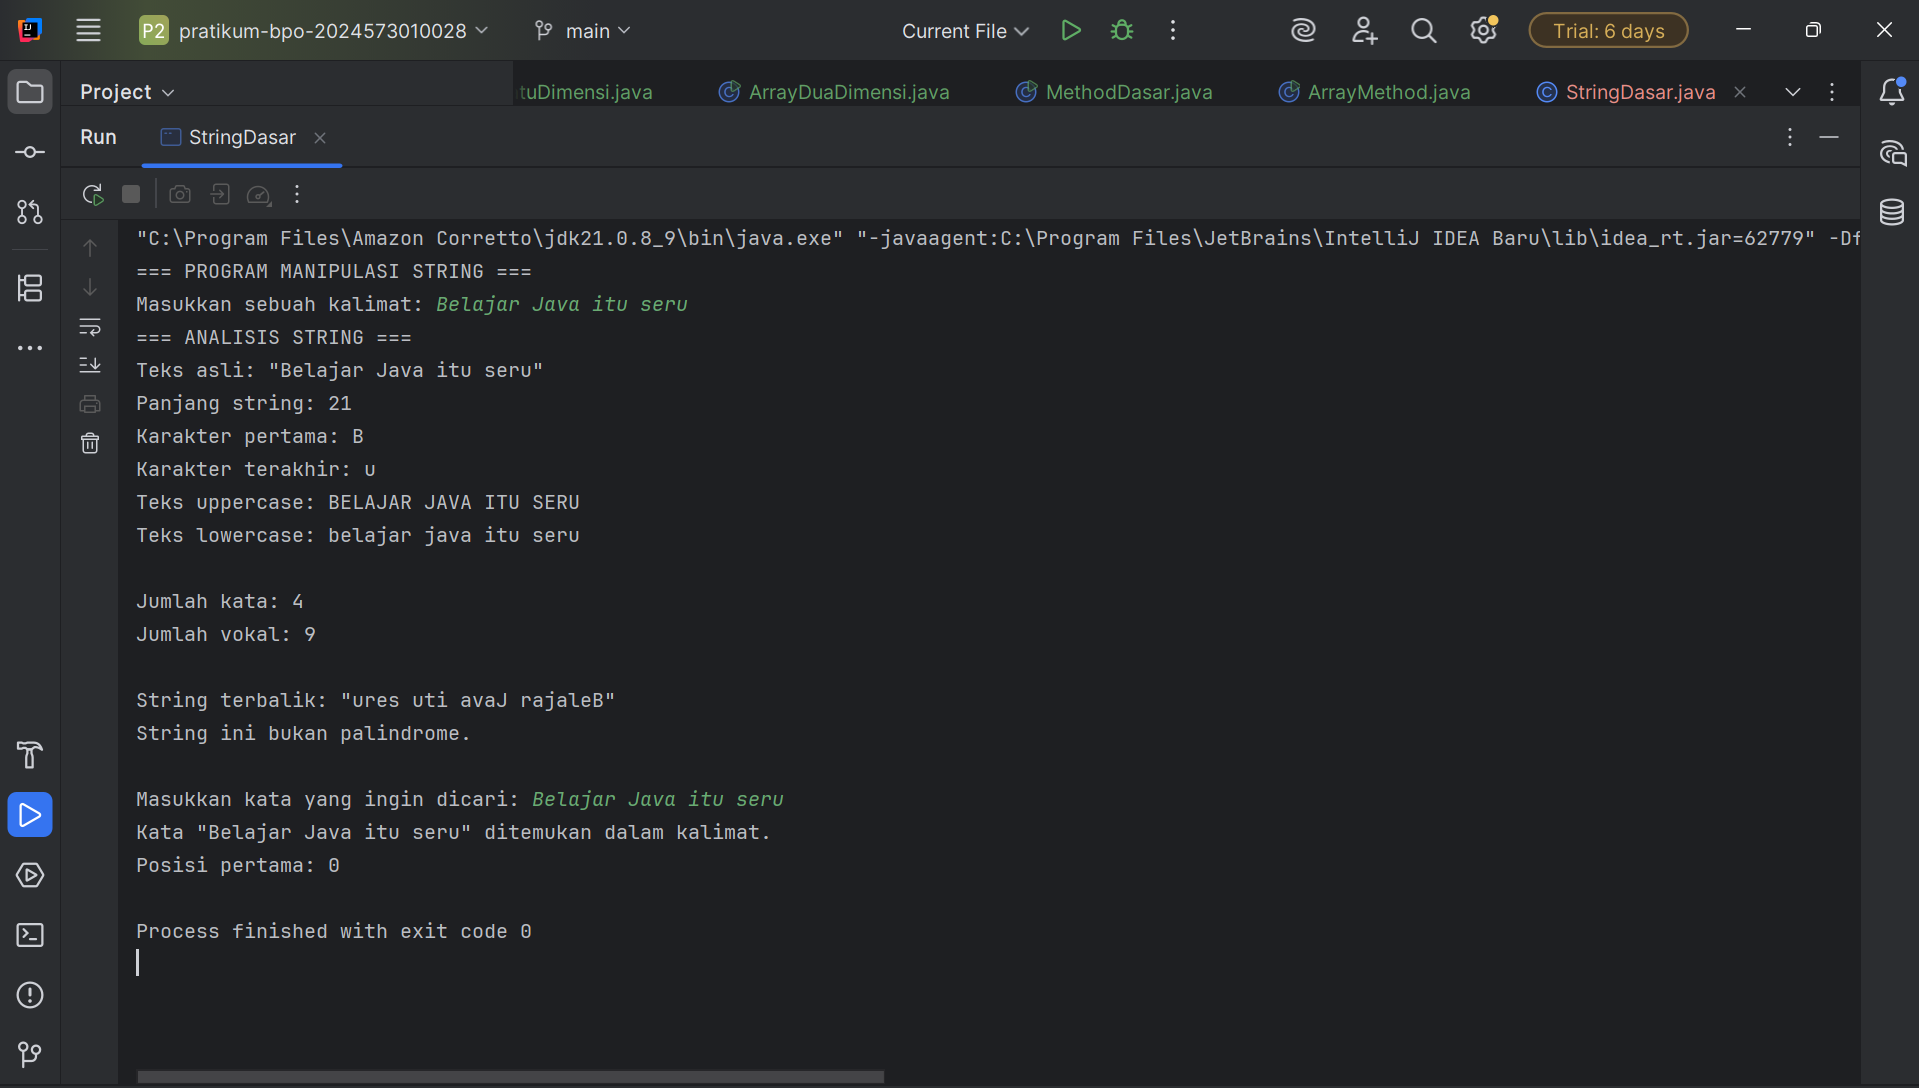 P2 pratikum-bpo-2024573010028 main Current File Trial: 6 days
Project tuDimensi.java ArrayDuaDimensi.java MethodDasar.java ArrayMethod.java StringDasar.java
Run StringDasar
"C:\Program Files\Amazon Corretto\jdk21.0.8_9\bin\java.exe" "-javaagent:C:\Program Files\JetBrains\IntelliJ IDEA Baru\lib\idea_rt.jar=62779" -Df
=== PROGRAM MANIPULASI STRING ===
Masukkan sebuah kalimat: Belajar Java itu seru
=== ANALISIS STRING ===
Teks asli: "Belajar Java itu seru"
Panjang string: 21
Karakter pertama: B
Karakter terakhir: u
Teks uppercase: BELAJAR JAVA ITU SERU
Teks lowercase: belajar java itu seru
Jumlah kata: 4
Jumlah vokal: 9
String terbalik: "ures uti avaJ rajaleB"
String ini bukan palindrome.
Masukkan kata yang ingin dicari: Belajar Java itu seru
Kata "Belajar Java itu seru" ditemukan dalam kalimat.
Posisi pertama: 0
Process finished with exit code 0